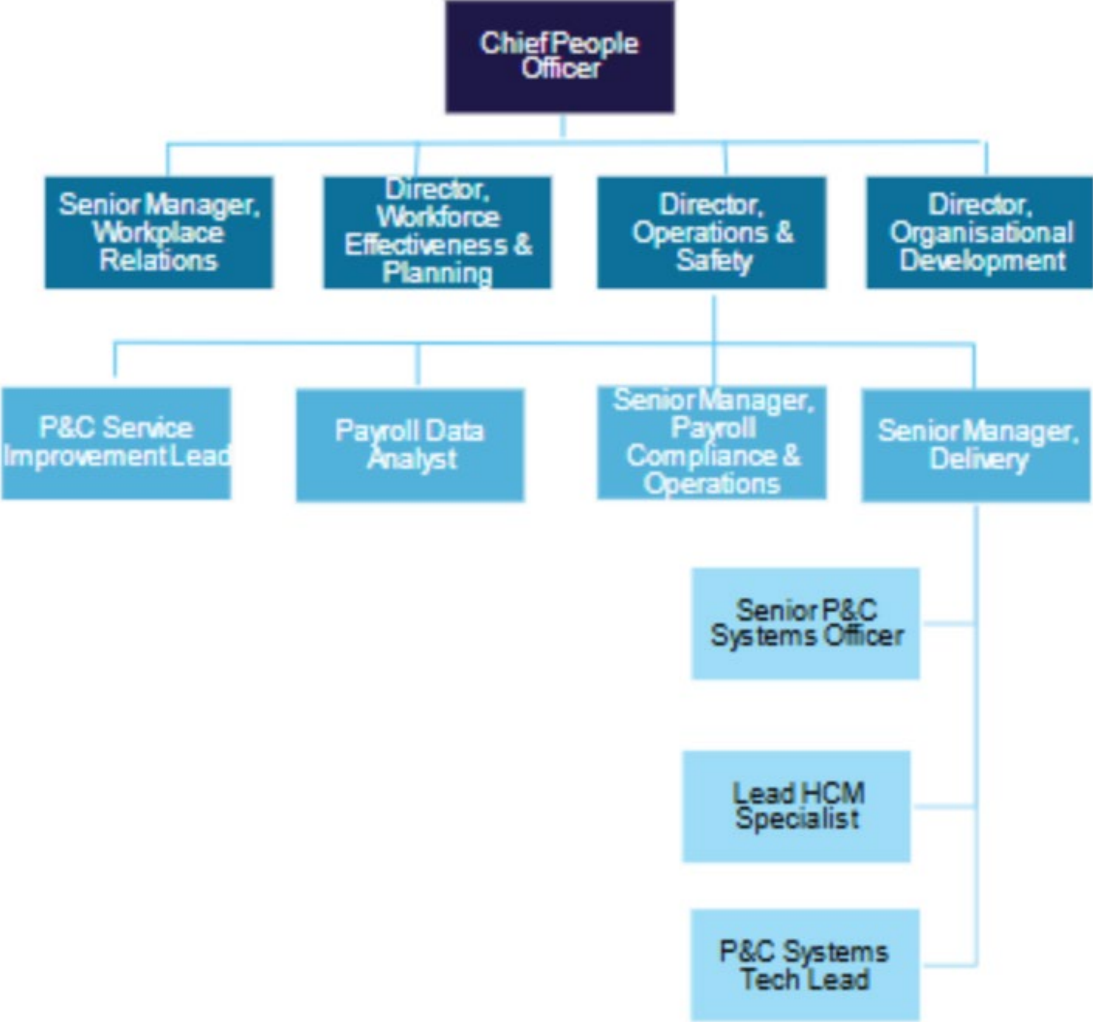 Chief People
Officer
Senior Manager,
Workplace
Relations
Director,
Workforce
Effectiveness &
Planning
Director,
Operations &
Safety
Director,
Organisational
Development
P&C Service
Improvement Lead
Payroll Data
Analyst
Senior Manager,
Payroll
Compliance &
Operations
Senior Manager,
Delivery
Senior P&C
Systems Officer
Lead HCM
Specialist
P&C Systems
Tech Lead